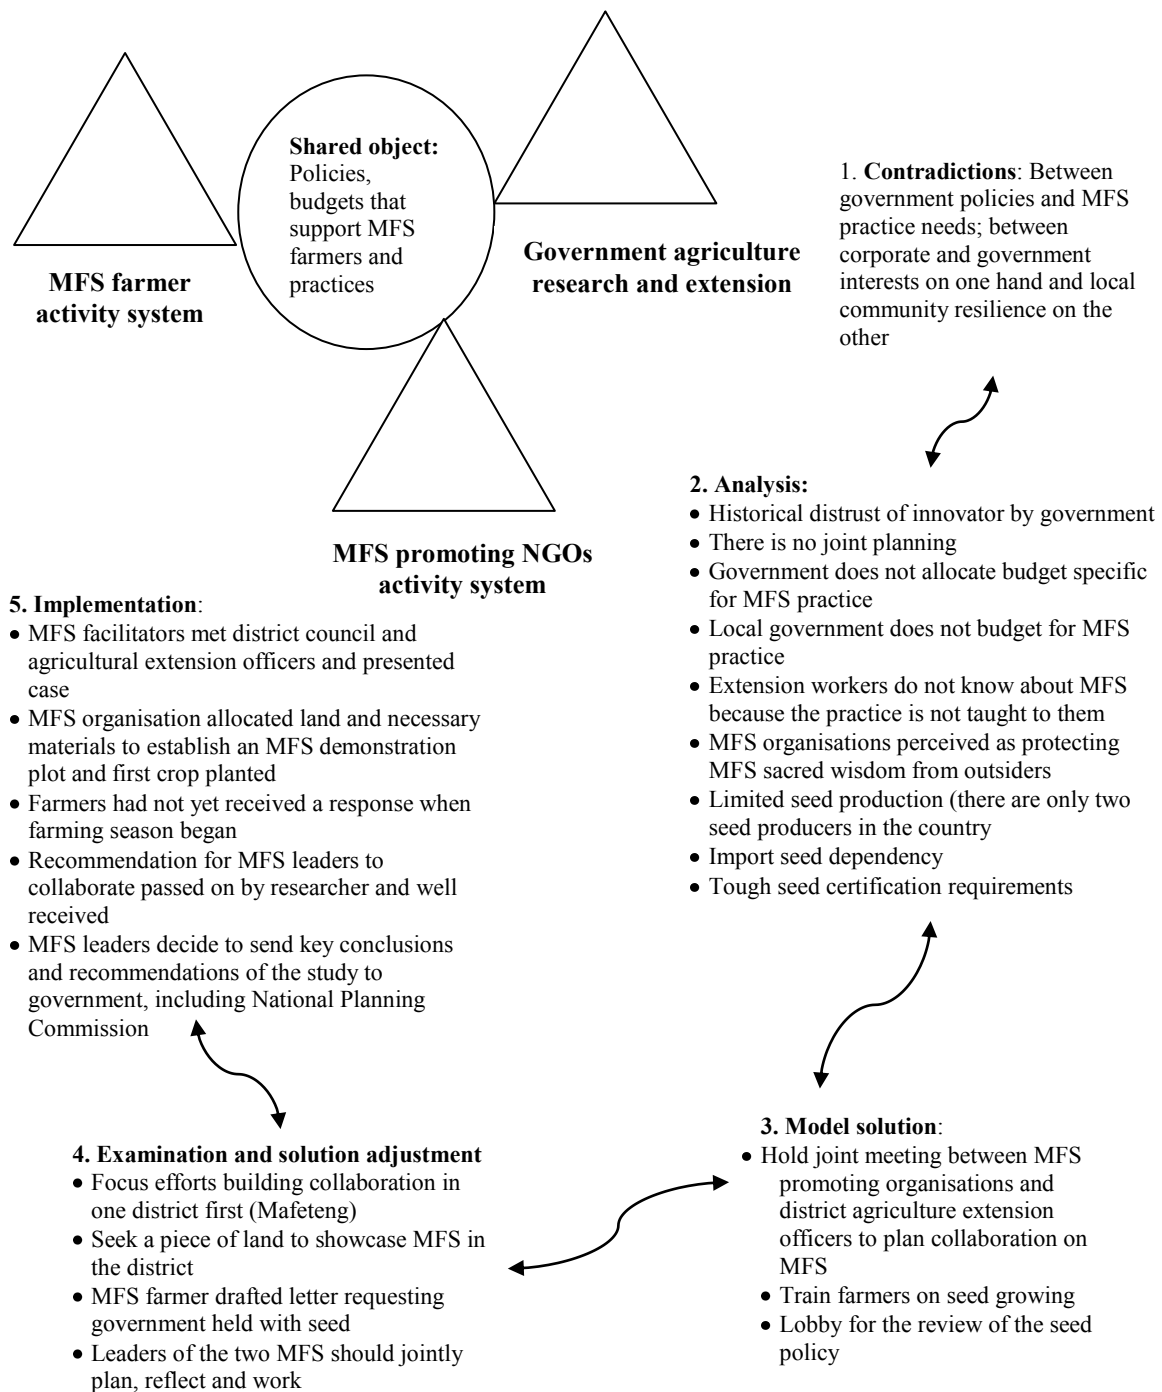 Shared object:
Policies,
budgets that
support MFS
farmers and
practices
MFS farmer
activity system
Government agriculture
research and extension
MFS promoting NGOs
activity system
1. Contradictions: Between
government policies and MFS
practice needs; between
corporate and government
interests on one hand and local
community resilience on the
other
2. Analysis:
• Historical distrust of innovator by government
• There is no joint planning
• Government does not allocate budget specific
for MFS practice
• Local government does not budget for MFS
practice
• Extension workers do not know about MFS
because the practice is not taught to them
• MFS organisations perceived as protecting
MFS sacred wisdom from outsiders
• Limited seed production (there are only two
seed producers in the country
• Import seed dependency
• Tough seed certification requirements
3. Model solution:
• Hold joint meeting between MFS
promoting organisations and
district agriculture extension
officers to plan collaboration on
MFS
• Train farmers on seed growing
• Lobby for the review of the seed
policy
4. Examination and solution adjustment
• Focus efforts building collaboration in
one district first (Mafeteng)
• Seek a piece of land to showcase MFS in
the district
• MFS farmer drafted letter requesting
government held with seed
• Leaders of the two MFS should jointly
plan, reflect and work
5. Implementation:
• MFS facilitators met district council and
agricultural extension officers and presented
case
• MFS organisation allocated land and necessary
materials to establish an MFS demonstration
plot and first crop planted
• Farmers had not yet received a response when
farming season began
• Recommendation for MFS leaders to
collaborate passed on by researcher and well
received
• MFS leaders decide to send key conclusions
and recommendations of the study to
government, including National Planning
Commission